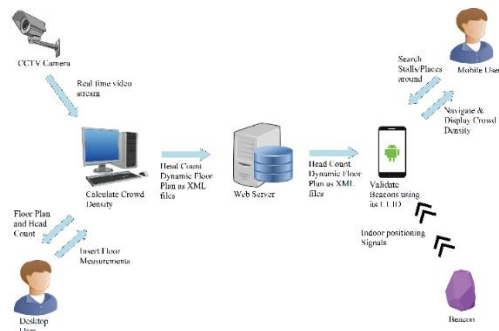 CCTV Camera
Real time video
stream
Calculate Crowd
Density
Floor Plan
and Head
Count
Insert Floor
Measurements
Desktop
User
Head Count
Dynamic Floor
Plan as XML
files
Web Server
Head Count
Dynamic Floor
Plan as XML
files
Search
Stalls/Places
around
Mobile User
Navigate &
Display Crowd
Density
Validate
Beacons using
its UUID
Indoor positioning
Signals
Beacon